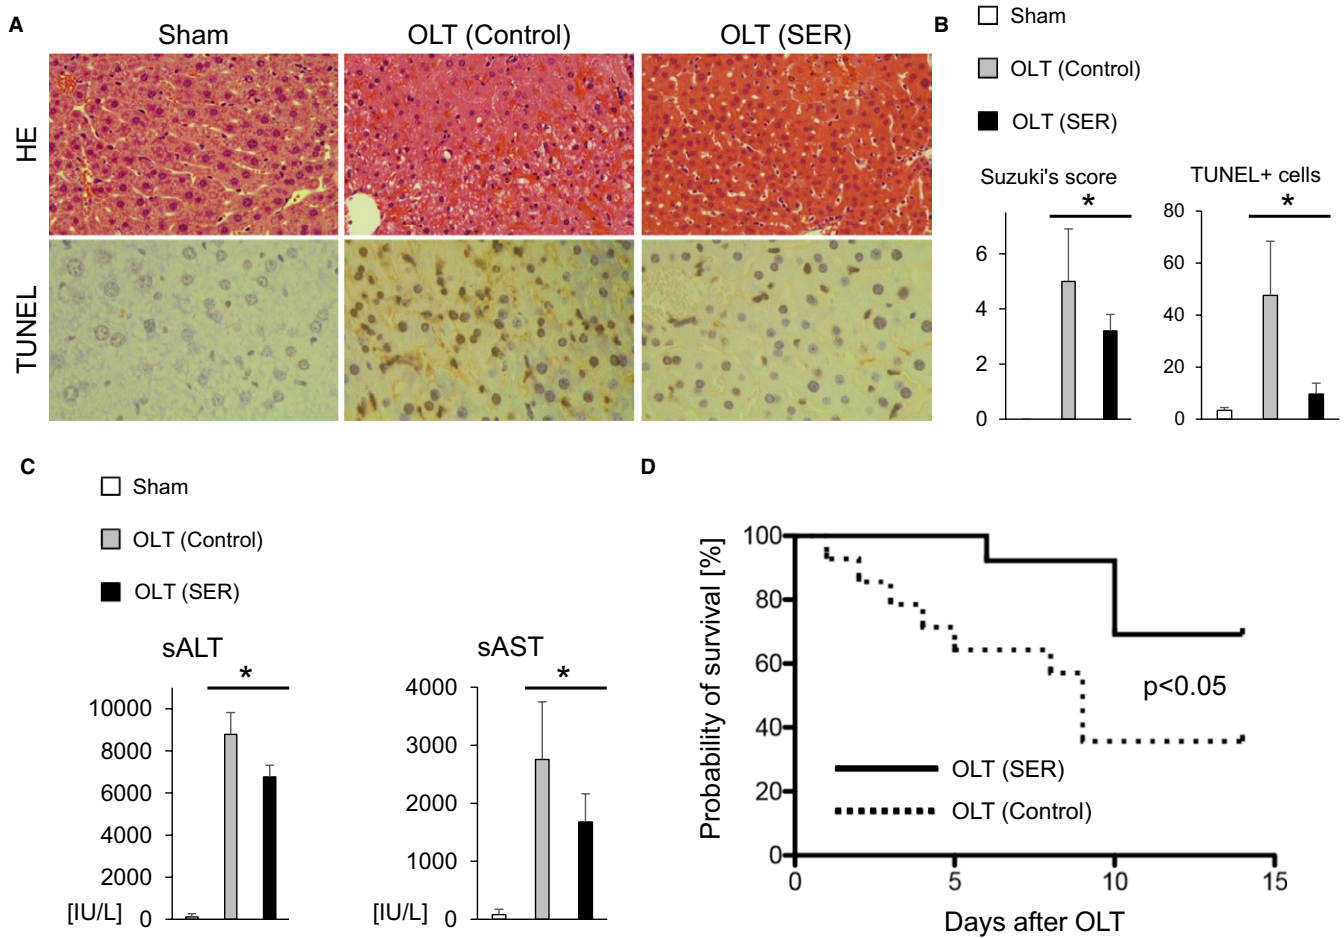 A
Sham
OLT (Control)
OLT (SER)
HE
TUNEL
B
Sham
OLT (Control)
OLT (SER)
Suzuki's score
*
6
4
2
0
TUNEL+ cells
*
80
60
40
20
0
C
Sham
OLT (Control)
OLT (SER)
sALT
*
10000
8000
6000
4000
2000
[IU/L] 0
sAST
*
4000
3000
2000
1000
[IU/L] 0
D
Probability of survival [%]
100
80
60
40
20
0
p<0.05
OLT (SER)
OLT (Control)
0 5 10 15
Days after OLT